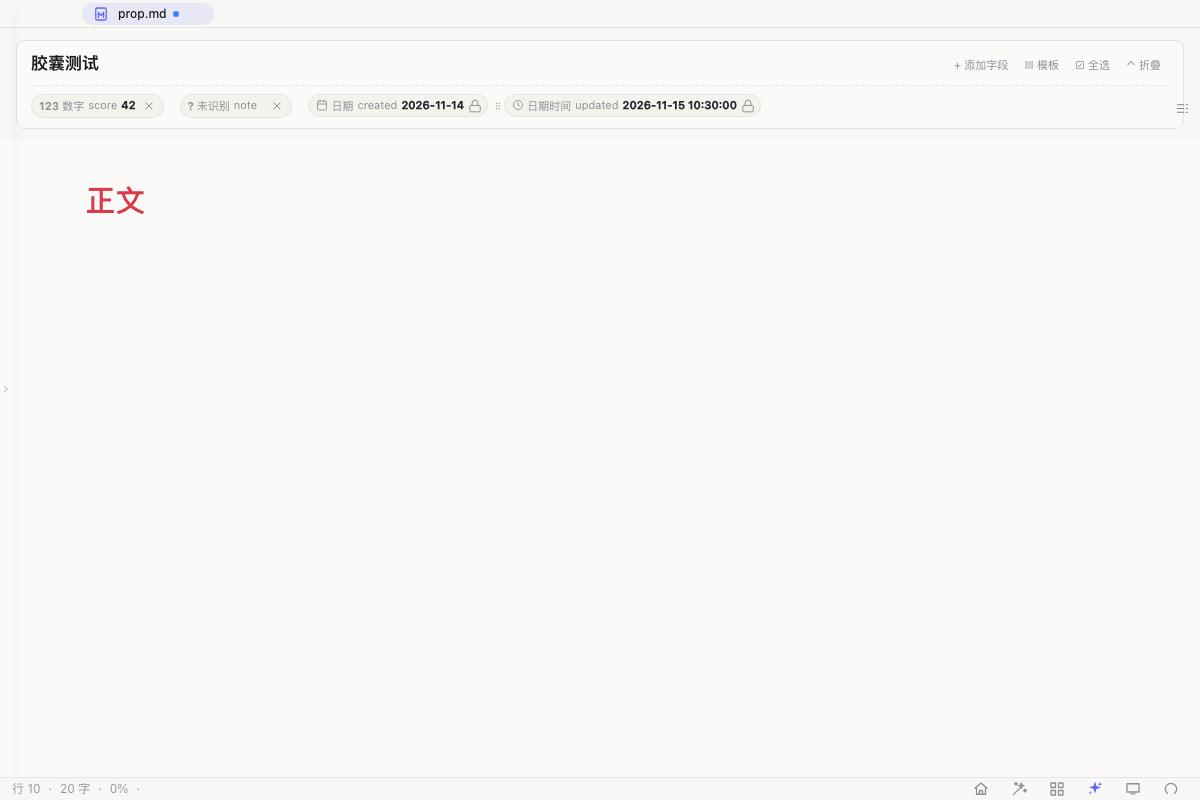 prop.md
胶囊测试
+ 添加字段 模板 全选 折叠
123 数字 score 42 ? 未识别 note 日期 created 2026-11-14 日期时间 updated 2026-11-15 10:30:00
正文
行 10 · 20 字 · 0% ·